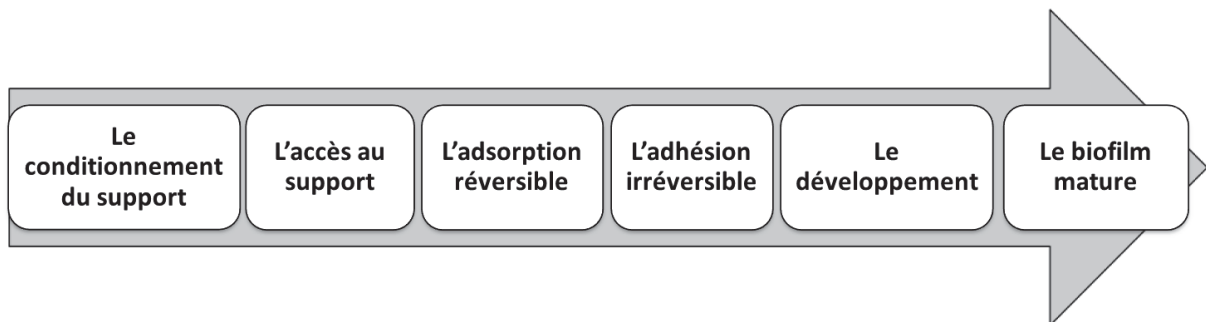 Le
conditionnement
du support
L'accès au
support
L'adsorption
réversible
L'adhésion
irréversible
Le
développement
Le biofilm
mature